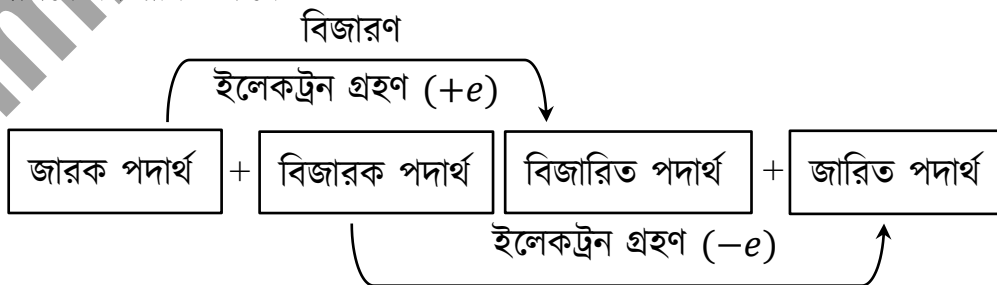 বিজারণ
ইলেকট্রন গ্রহণ (+e)
জারক পদার্থ + বিজারক পদার্থ বিজারিত পদার্থ + জারিত পদার্থ
ইলেকট্রন গ্রহণ (−e)